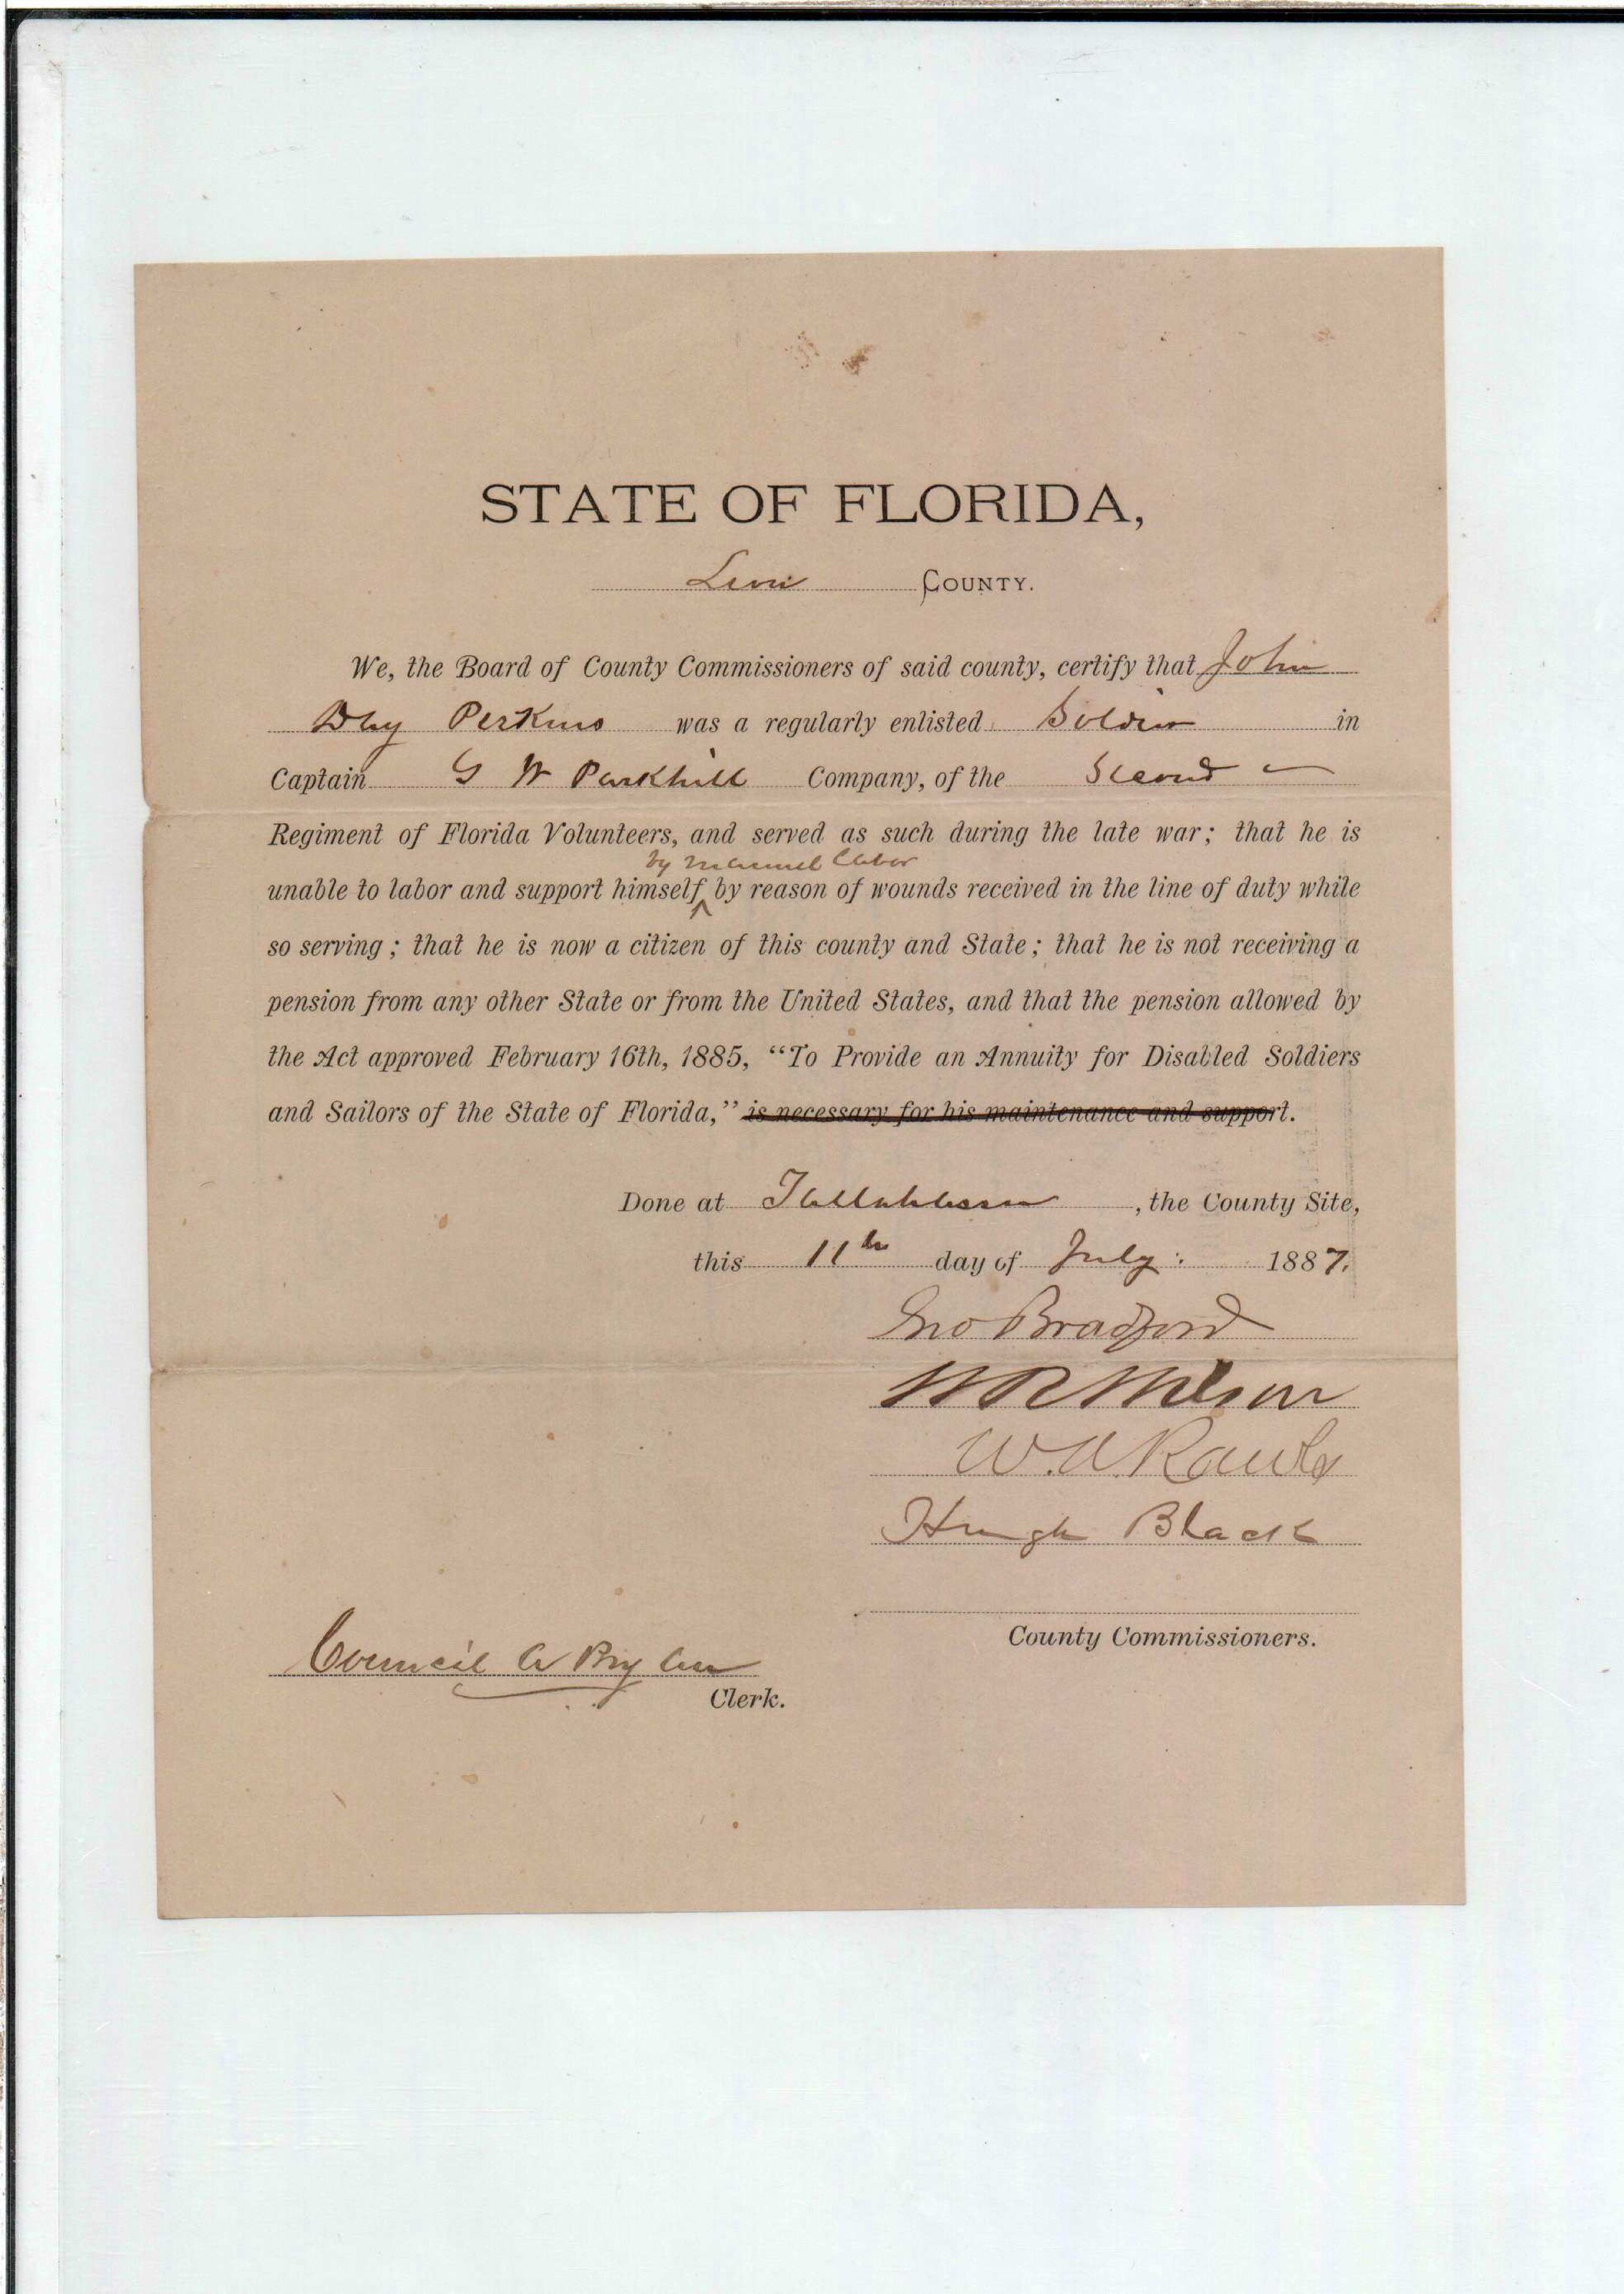 STATE OF FLORIDA,
Leon COUNTY.
We, the Board of County Commissioners of said county, certify that John
Day Perkins was a regularly enlisted Soldier in
Captain G W Parkhill Company, of the Second
Regiment of Florida Volunteers, and served as such during the late war; that he is
by manuel labor
unable to labor and support himself ^ by reason of wounds received in the line of duty while
so serving; that he is now a citizen of this county and State; that he is not receiving a
pension from any other State or from the United States, and that the pension allowed by
the Act approved February 16th, 1885, “To Provide an Annuity for Disabled Soldiers
and Sailors of the State of Florida,” is necessary for his maintenance and support.
Done at Tallahassee, the County Site,
this 11th day of July. 1887.
Jno Bradford
W R Wilson
W. A. Rawls
Hugh Black
County Commissioners.
Council A Bryan
Clerk.